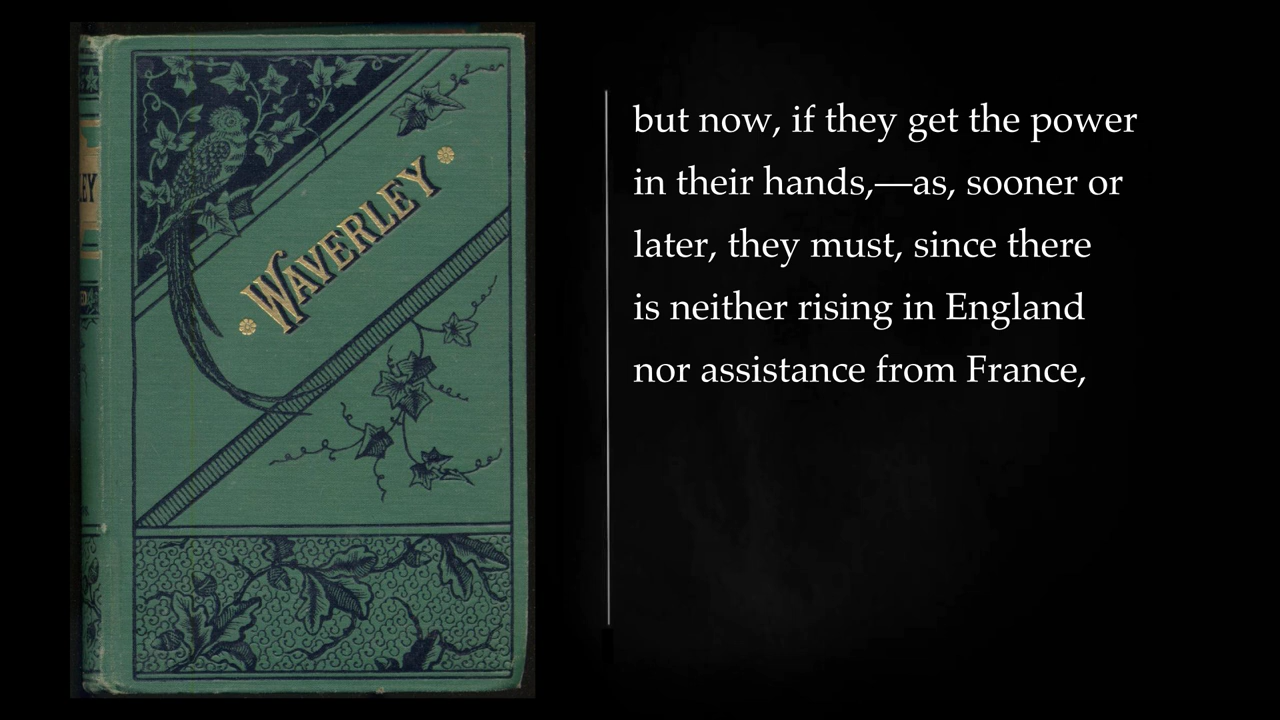 WAVERLEY
but now, if they get the power
in their hands,—as, sooner or
later, they must, since there
is neither rising in England
nor assistance from France,